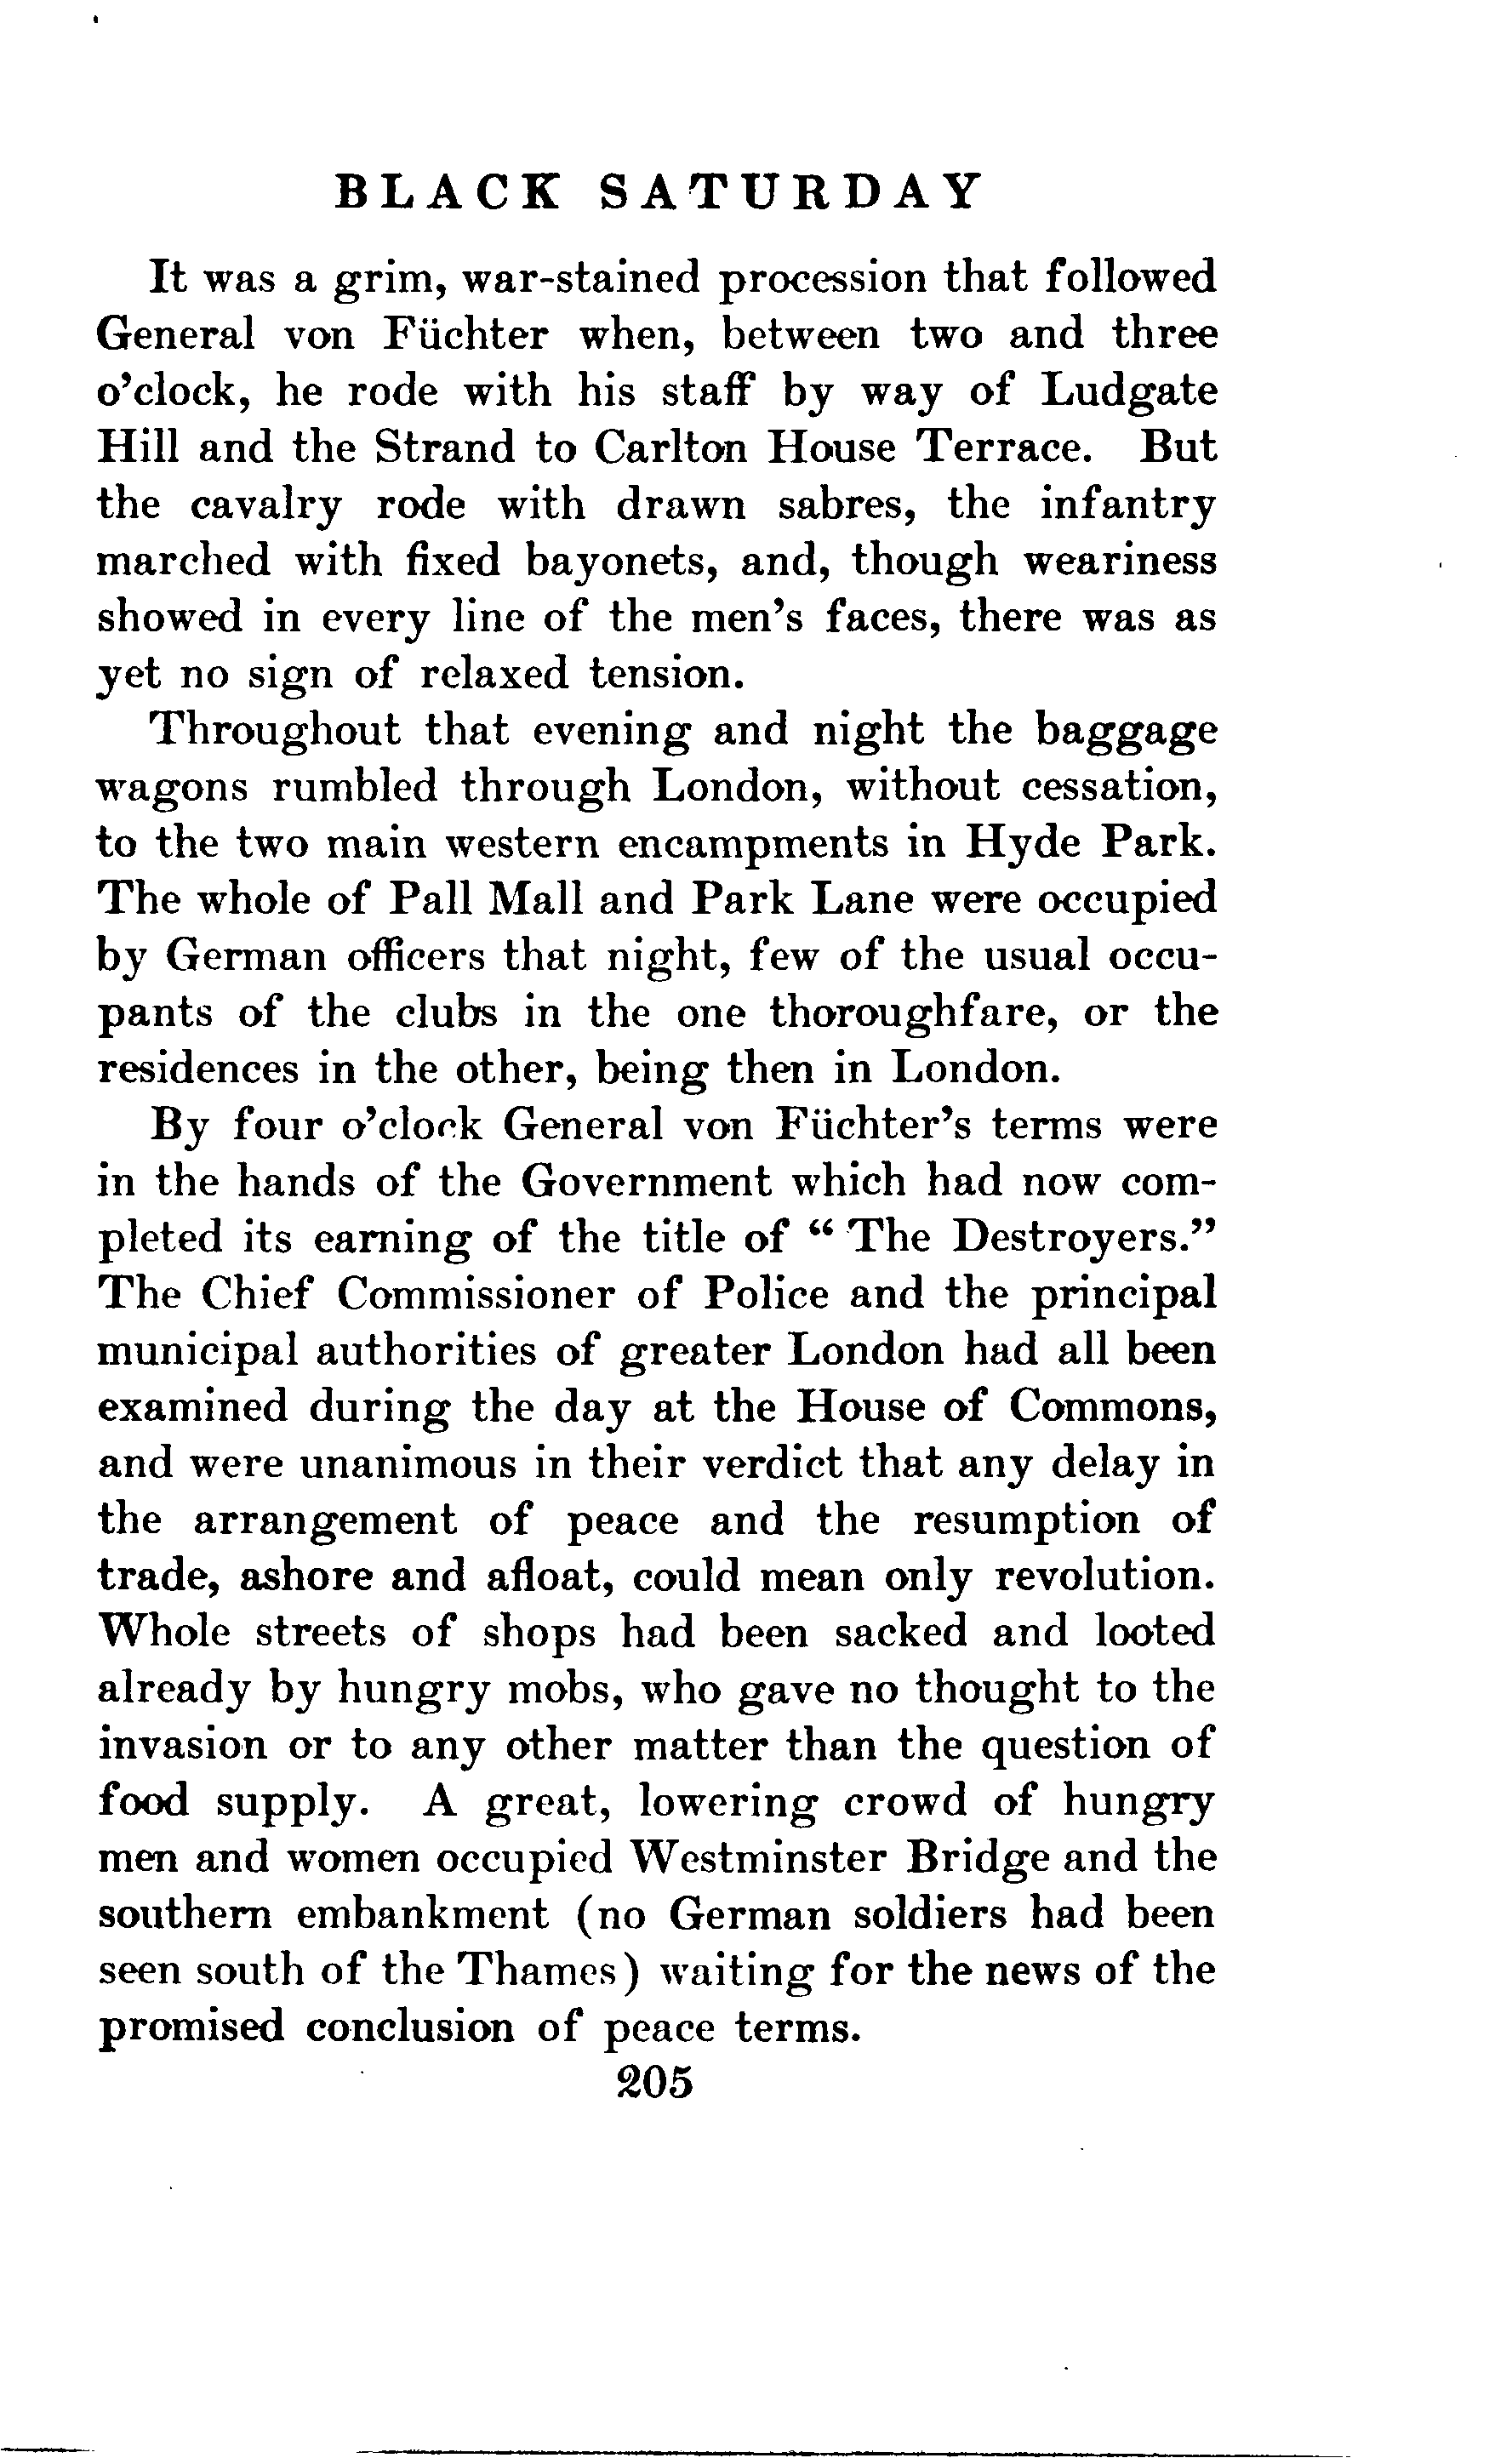 BLACK SATURDAY
It was a grim, war-stained procession that followed
General von Füchter when, between two and three
o'clock, he rode with his staff by way of Ludgate
Hill and the Strand to Carlton House Terrace. But
the cavalry rode with drawn sabres, the infantry
marched with fixed bayonets, and, though weariness
showed in every line of the men's faces, there was as
yet no sign of relaxed tension.
Throughout that evening and night the baggage
wagons rumbled through London, without cessation,
to the two main western encampments in Hyde Park.
The whole of Pall Mall and Park Lane were occupied
by German officers that night, few of the usual occu-
pants of the clubs in the one thoroughfare, or the
residences in the other, being then in London.
By four o'clock General von Füchter's terms were
in the hands of the Government which had now com-
pleted its earning of the title of “ The Destroyers.”
The Chief Commissioner of Police and the principal
municipal authorities of greater London had all been
examined during the day at the House of Commons,
and were unanimous in their verdict that any delay in
the arrangement of peace and the resumption of
trade, ashore and afloat, could mean only revolution.
Whole streets of shops had been sacked and looted
already by hungry mobs, who gave no thought to the
invasion or to any other matter than the question of
food supply. A great, lowering crowd of hungry
men and women occupied Westminster Bridge and the
southern embankment (no German soldiers had been
seen south of the Thames) waiting for the news of the
promised conclusion of peace terms.
205